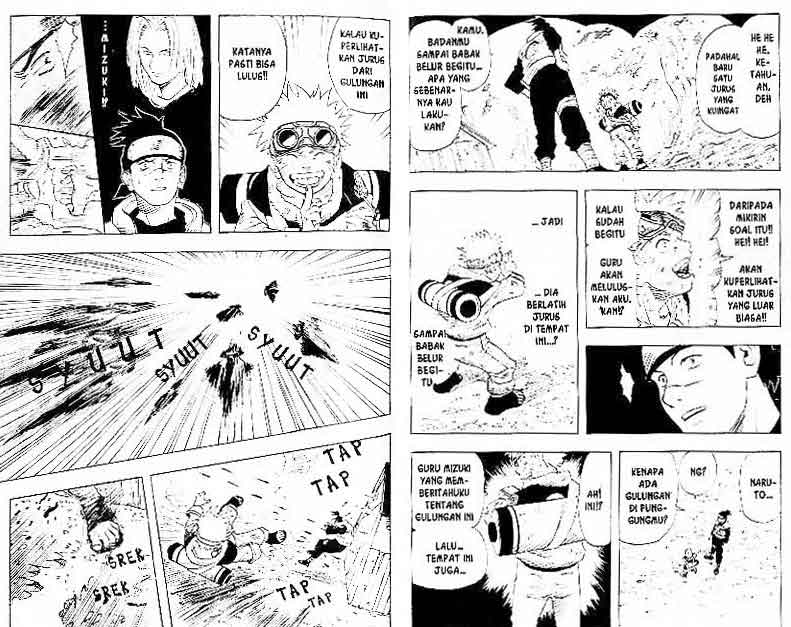 HE HE
HE,
KE-
TAHU-
AN,
DEH
PADAHAL
BARU
SATU
JURUS
YANG
KUINGAT
KAMU,
BADANMU
SAMPAI BABAK
BELUR BEGITU...
APA YANG
SEBENAR-
NYA KAU
LAKU-
KAN?
DARIPADA
MIKIRIN
SOAL ITU!!
HEI! HEI!
AKAN
KUPERLIHAT-
KAN JURUS
YANG LUAR
BIASA!!
KALAU
SUDAH
BEGITU
GURU
AKAN
MELULUS-
KAN AKU,
'KAN!?
... JADI
... DIA
BERLATIH
JURUS
DI TEMPAT
INI...?
SAMPAI
BABAK
BELUR
BEGI-
TU
NARU-
TO...
NG?
KENAPA
ADA
GULUNGAN
DI PUNG-
GUNGMU?
AH!
INI!?
GURU MIZUKI
YANG MEM-
BERITAHUKU
TENTANG
GULUNGAN INI
LALU...
TEMPAT INI
JUGA...
KALAU KU-
PERLIHAT-
KAN JURUS
DARI
GULUNGAN
INI
KATANYA
PASTI BISA
LULUS!!
...MIZUKI!?
SYUUT
SYUUT
SYUUT
TAP
TAP
TAP
TAP
SREK
SREK